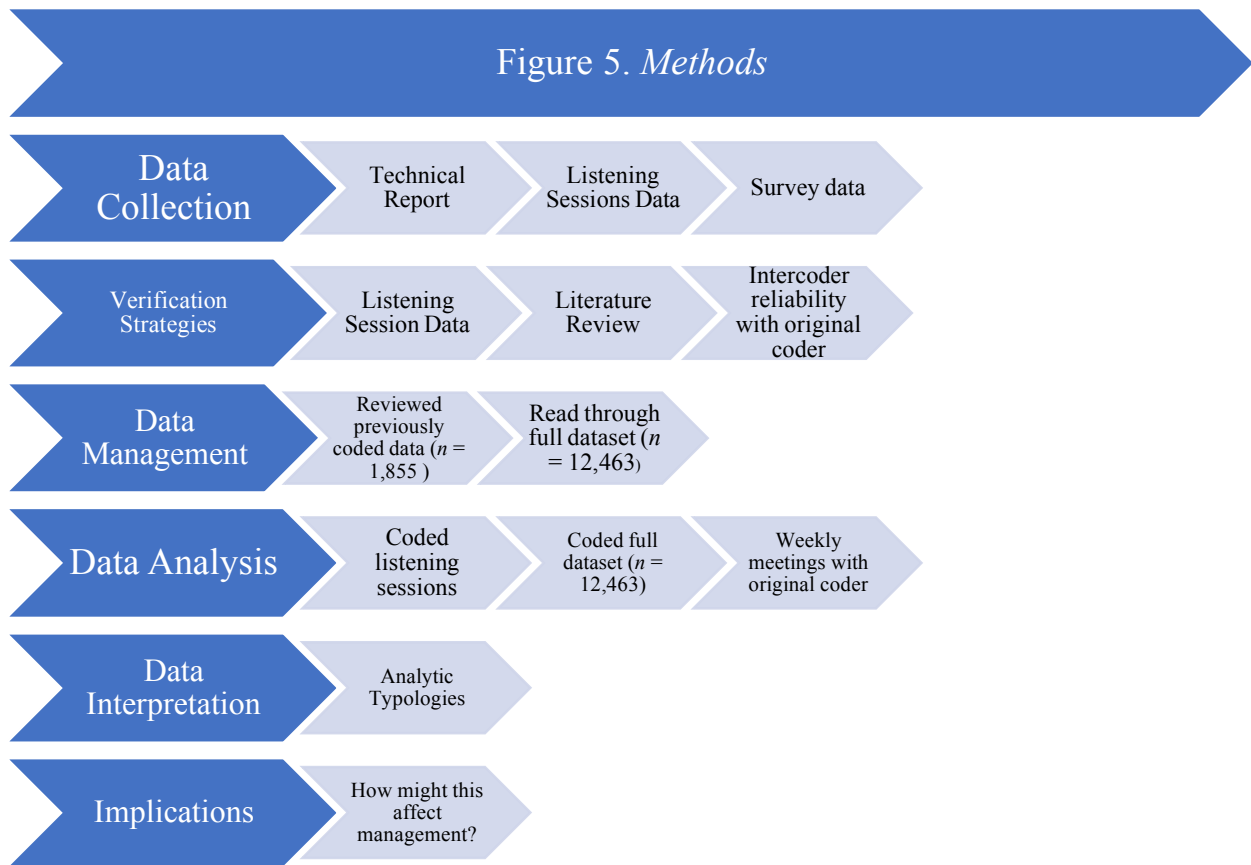 Figure 5. Methods
Data
Collection
Technical
Report
Listening
Sessions Data
Survey data
Verification
Strategies
Listening
Session Data
Literature
Review
Intercoder
reliability
with original
coder
Data
Management
Reviewed
previously
coded data (n =
1,855 )
Read through
full dataset (n
= 12,463)
Data Analysis
Coded
listening
sessions
Coded full
dataset (n =
12,463)
Weekly
meetings with
original coder
Data
Interpretation
Analytic
Typologies
Implications
How might this
affect
management?